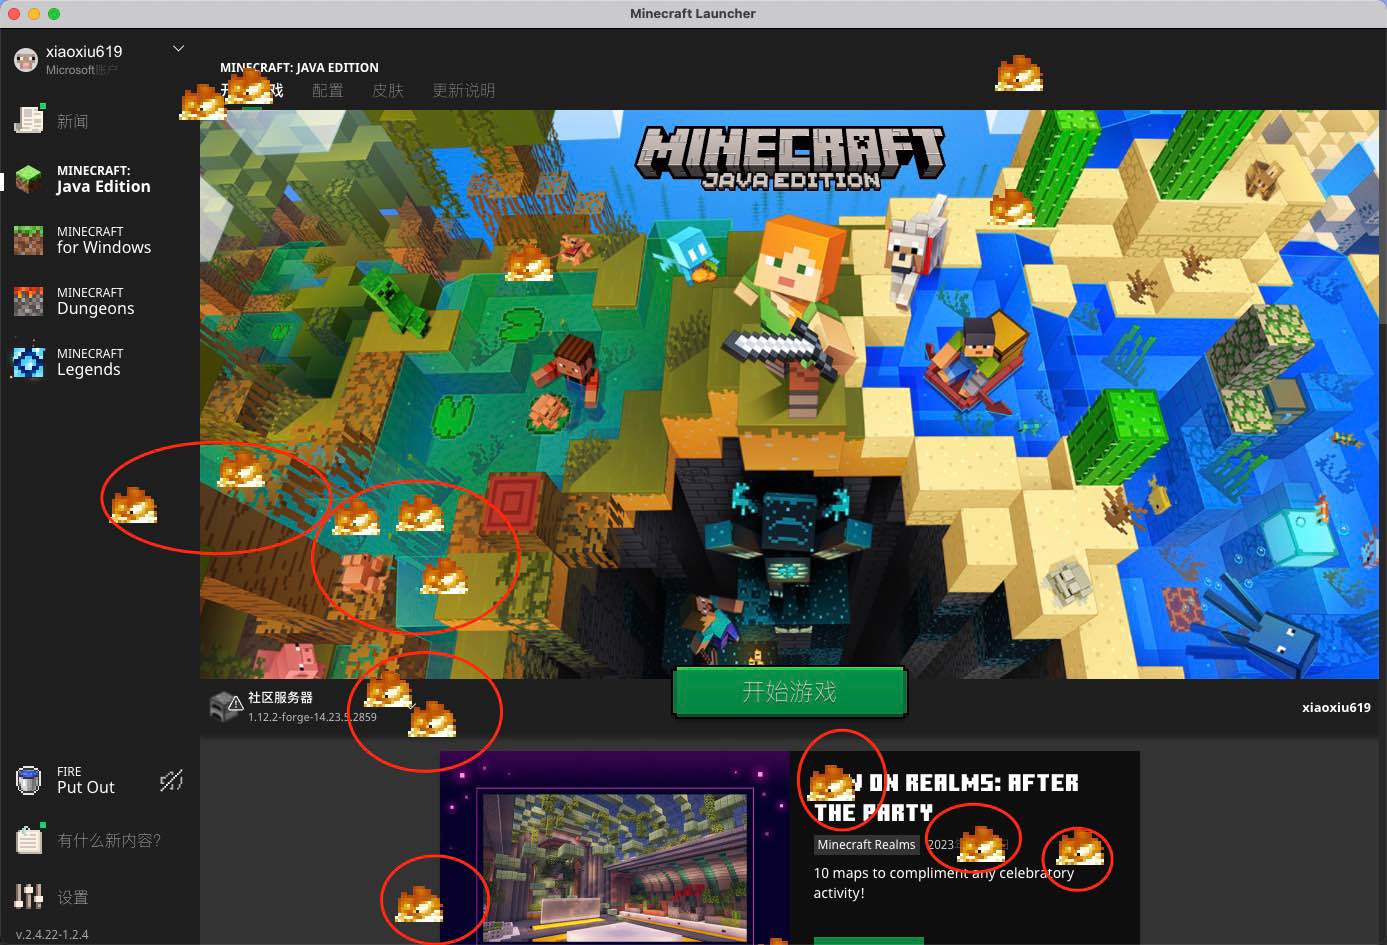 Minecraft Launcher
xiaoxiu619
Microsoft账户
新闻
MINECRAFT:
Java Edition
MINECRAFT
for Windows
MINECRAFT
Dungeons
MINECRAFT
Legends
FIRE
Put Out
有什么新内容?
设置
v.2.4.22-1.2.4
MINECRAFT: JAVA EDITION
配置 皮肤 更新说明
MINECRAFT
JAVA EDITION
社区服务器
1.12.2-forge-14.23.5.2859
开始游戏
xiaoxiu619
ON REALMS: AFTER
THE PARTY
Minecraft Realms 2023
10 maps to compliment any celebratory
activity!